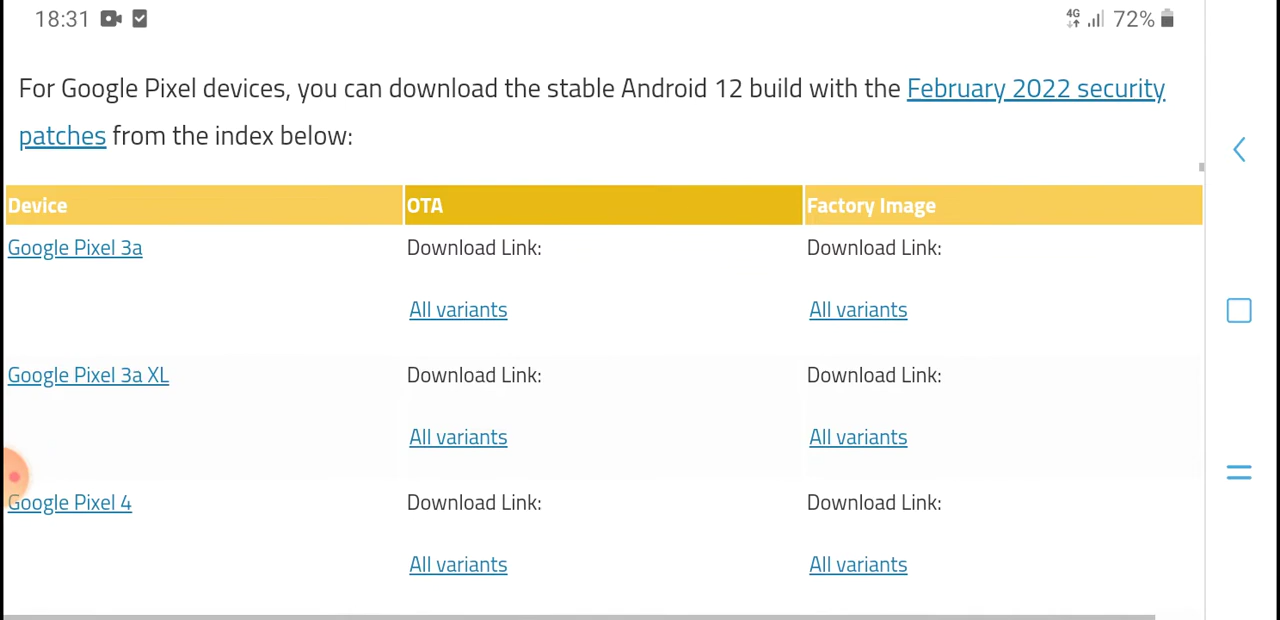 18:31 4G 72%
For Google Pixel devices, you can download the stable Android 12 build with the February 2022 security
patches from the index below:
Device OTA Factory Image
Google Pixel 3a Download Link: Download Link:
All variants All variants
Google Pixel 3a XL Download Link: Download Link:
All variants All variants
Google Pixel 4 Download Link: Download Link:
All variants All variants